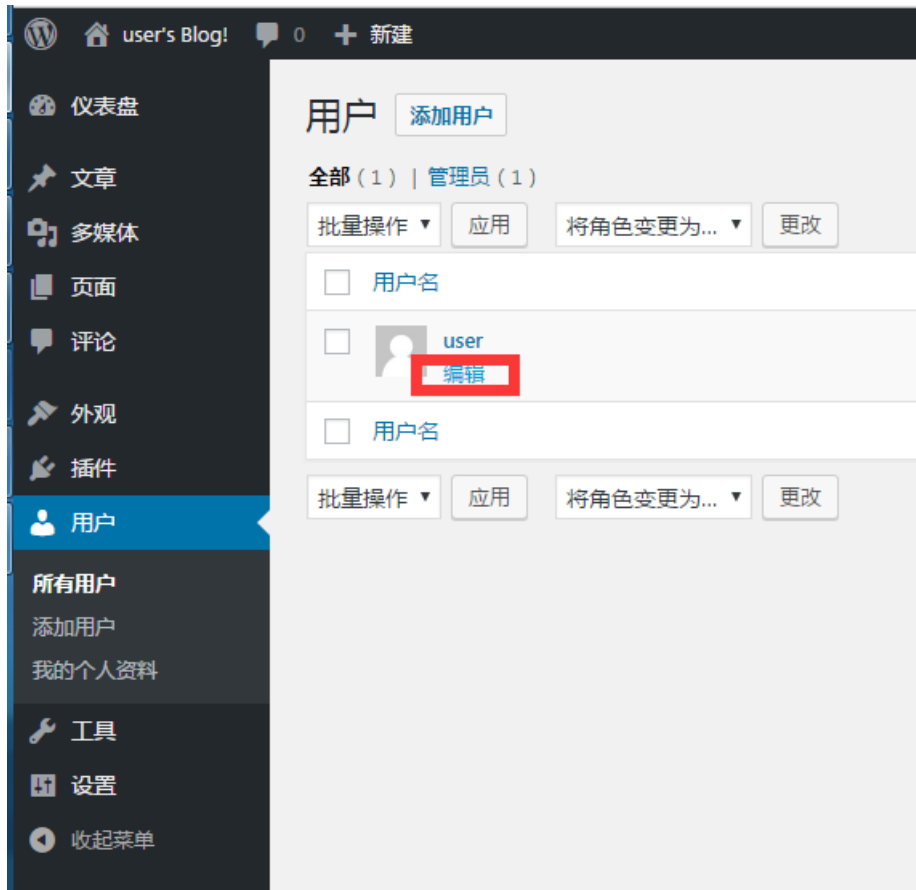 user's Blog! 0 新建
仪表盘
文章
多媒体
页面
评论
外观
插件
用户
所有用户
添加用户
我的个人资料
工具
设置
收起菜单
用户 添加用户
全部（1）| 管理员（1）
批量操作 应用 将角色变更为... 更改
用户名
user
编辑
用户名
批量操作 应用 将角色变更为... 更改